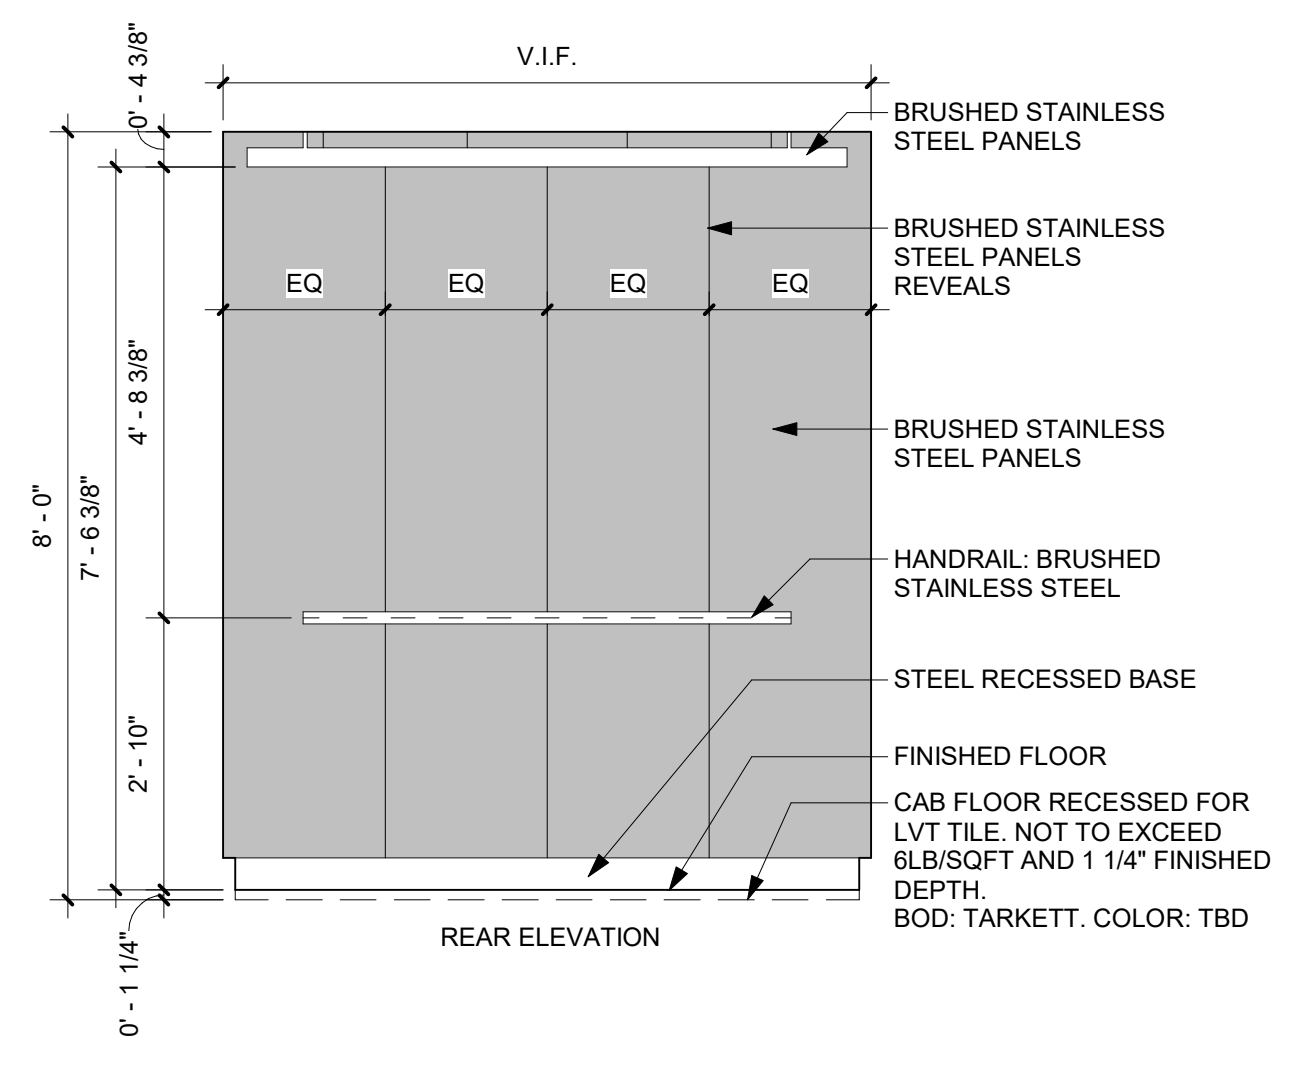 V.I.F.
0' - 4 3/8"
BRUSHED STAINLESS
STEEL PANELS
BRUSHED STAINLESS
STEEL PANELS
REVEALS
EQ
EQ
EQ
EQ
4' - 8 3/8"
BRUSHED STAINLESS
STEEL PANELS
8' - 0"
7' - 6 3/8"
HANDRAIL: BRUSHED
STAINLESS STEEL
STEEL RECESSED BASE
2' - 10"
FINISHED FLOOR
CAB FLOOR RECESSED FOR
LVT TILE. NOT TO EXCEED
6LB/SQFT AND 1 1/4" FINISHED
DEPTH.
BOD: TARKETT. COLOR: TBD
REAR ELEVATION
0' - 1 1/4"